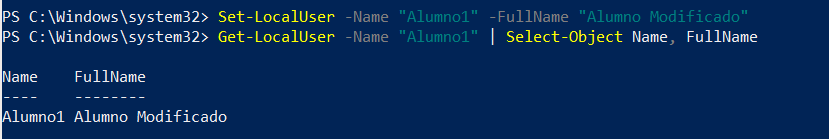 PS C:\Windows\system32> Set-LocalUser -Name "Alumno1" -FullName "Alumno Modificado"
PS C:\Windows\system32> Get-LocalUser -Name "Alumno1" | Select-Object Name, FullName
Name    FullName
----    --------
Alumno1 Alumno Modificado